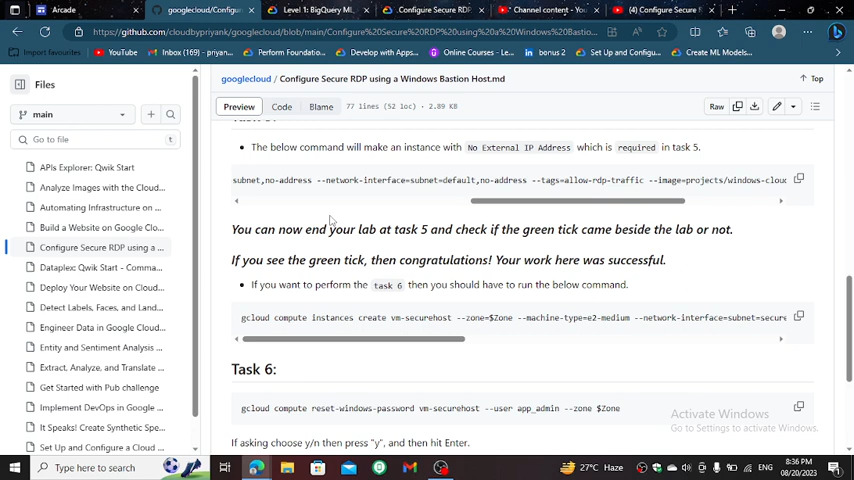 Arcade
googlecloud/Configu
Level 1: BigQuery ML
Configure Secure RDP
Channel content - You
(4) Configure Secure F
https://github.com/cloudbypriyank/googlecloud/blob/main/Configure%20Secure%20RDP%20using%20a%20Windows%20Bastio...
Import favourites
YouTube
Inbox (169) - priyan...
Perform Foundation...
Develop with Apps...
Online Courses - Le...
bonus 2
Set Up and Configu...
Create ML Models...
Files
main
Go to file
t
APIs Explorer: Qwik Start
Analyze Images with the Cloud...
Automating Infrastructure on ...
Build a Website on Google Clo...
Configure Secure RDP using a ...
Dataplex: Qwik Start - Comma...
Deploy Your Website on Cloud...
Detect Labels, Faces, and Land...
Engineer Data in Google Cloud...
Entity and Sentiment Analysis ...
Extract, Analyze, and Translate ...
Get Started with Pub challenge
Implement DevOps in Google ...
It Speaks! Create Synthetic Spe...
Set Up and Configure a Cloud ...
googlecloud / Configure Secure RDP using a Windows Bastion Host.md
Top
Preview
Code
Blame
77 lines (52 loc) · 2.89 KB
Raw
The below command will make an instance with No External IP Address which is required in task 5.
subnet,no-address --network-interface=subnet=default,no-address --tags=allow-rdp-traffic --image=projects/windows-clou
You can now end your lab at task 5 and check if the green tick came beside the lab or not.
If you see the green tick, then congratulations! Your work here was successful.
If you want to perform the task 6 then you should have to run the below command.
gcloud compute instances create vm-securehost --zone=$Zone --machine-type=e2-medium --network-interface=subnet=secure
Task 6:
gcloud compute reset-windows-password vm-securehost --user app_admin --zone $Zone
If asking choose y/n then press "y", and then hit Enter.
Activate Windows
Go to Settings to activate Windows.
Type here to search
27°C Haze
ENG
8:36 PM
08/20/2023